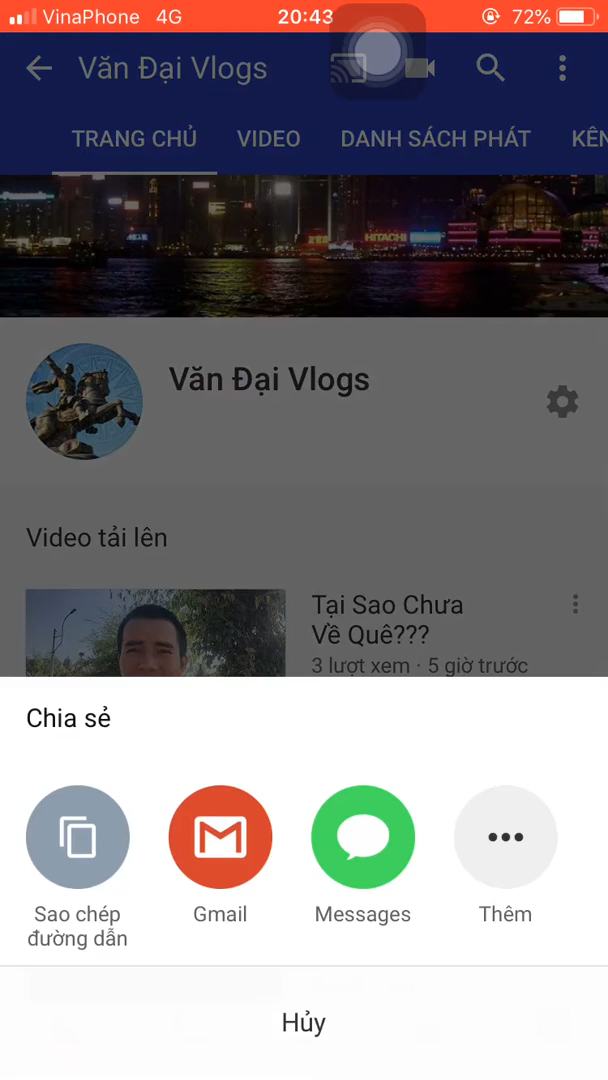 VinaPhone 4G 20:43 72%
Văn Đại Vlogs
TRANG CHỦ VIDEO DANH SÁCH PHÁT KÊN
HITACHI
Văn Đại Vlogs
Video tải lên
Tại Sao Chưa
Về Quê???
3 lượt xem · 5 giờ trước
Chia sẻ
Sao chép
đường dẫn
Gmail
Messages
Thêm
Hủy